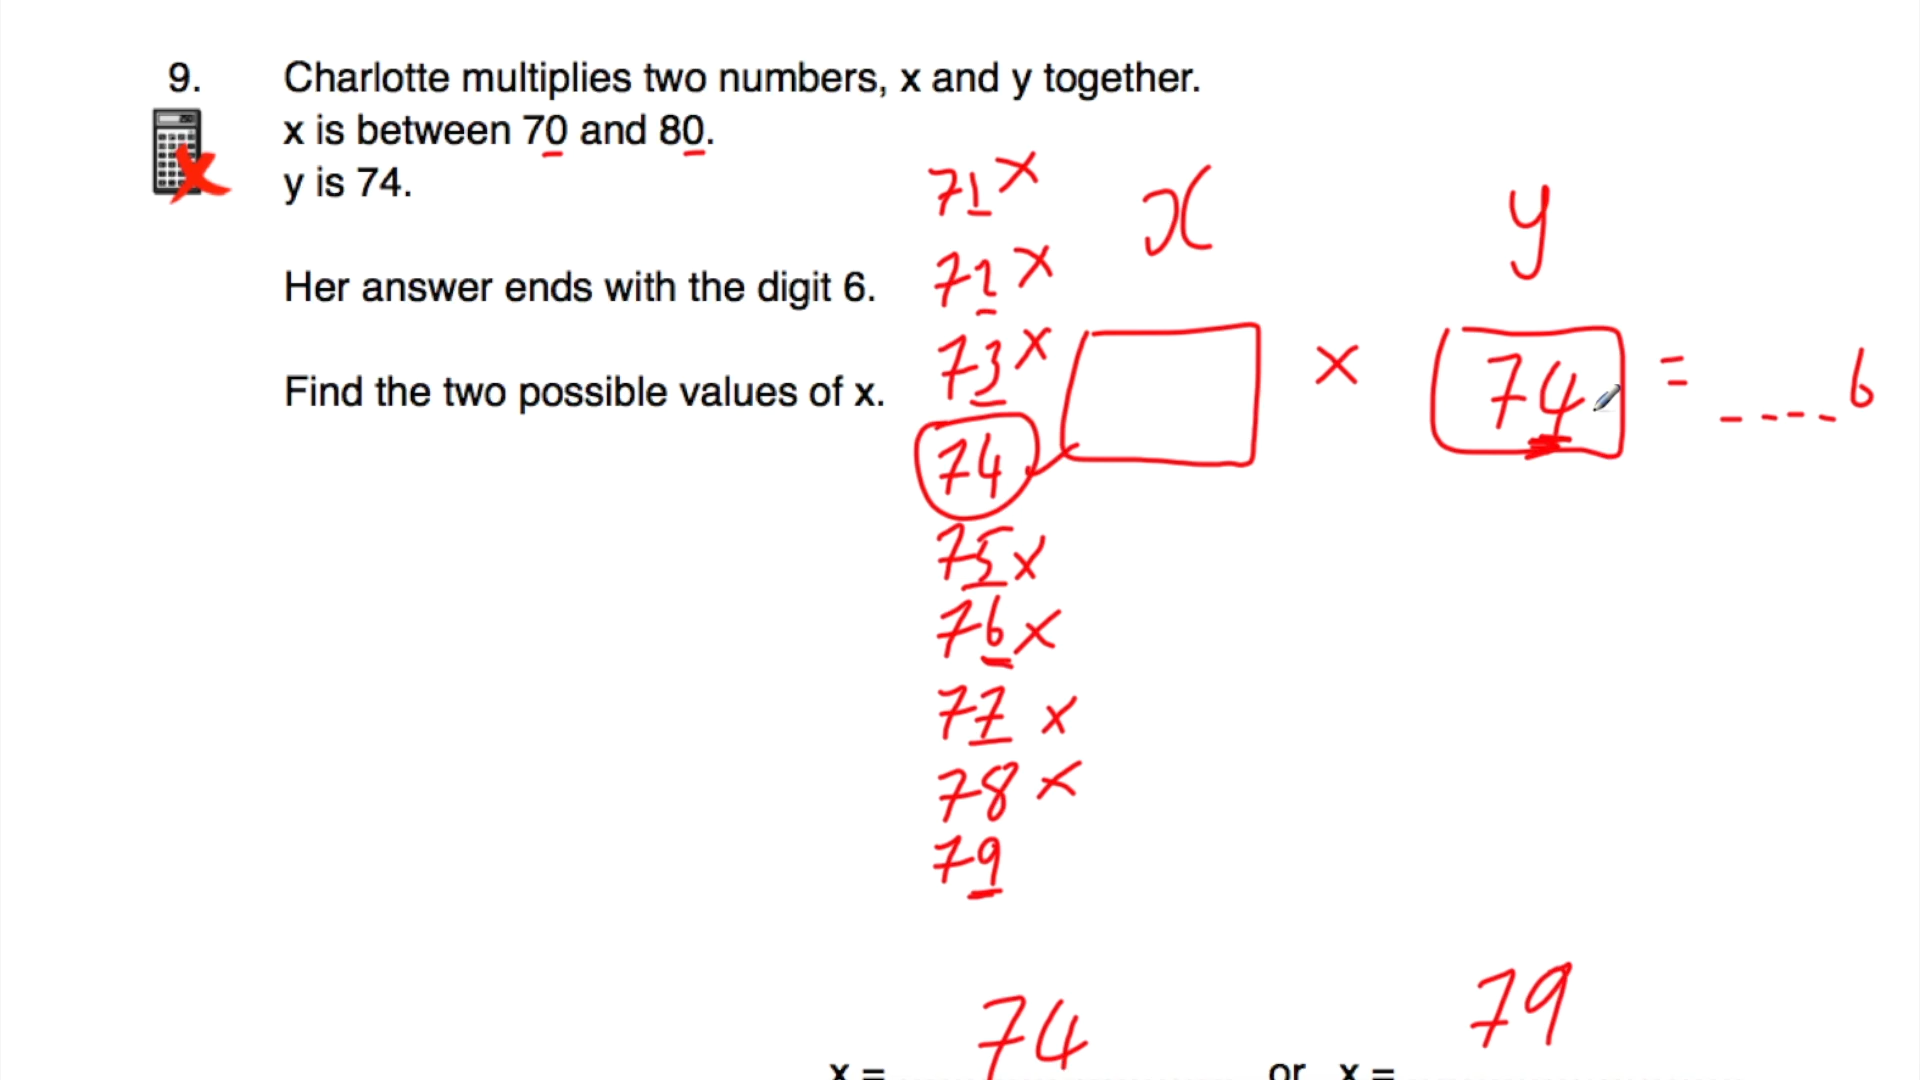 9. Charlotte multiplies two numbers, x and y together.
x is between 70 and 80.
y is 74.
Her answer ends with the digit 6.
Find the two possible values of x.
x y
71 x
72 x
73 x
x 74 = _ _ _ _ 6
74
75 x
76 x
77 x
78 x
79
x = 74 or x = 79